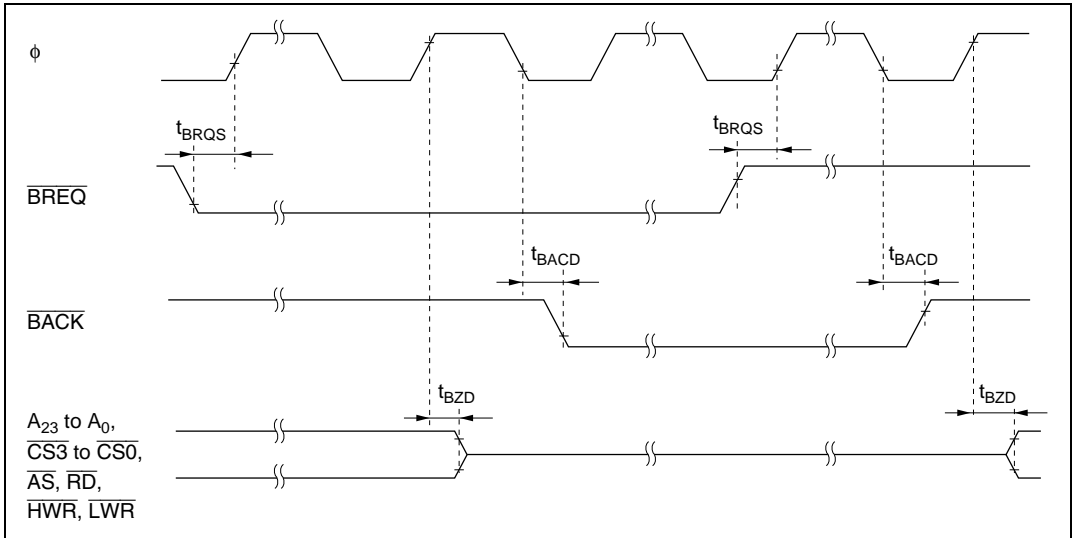 ϕ
tBRQS tBRQS
BREQ
tBACD tBACD
BACK
tBZD tBZD
A23 to A0,
CS3 to CS0,
AS, RD,
HWR, LWR